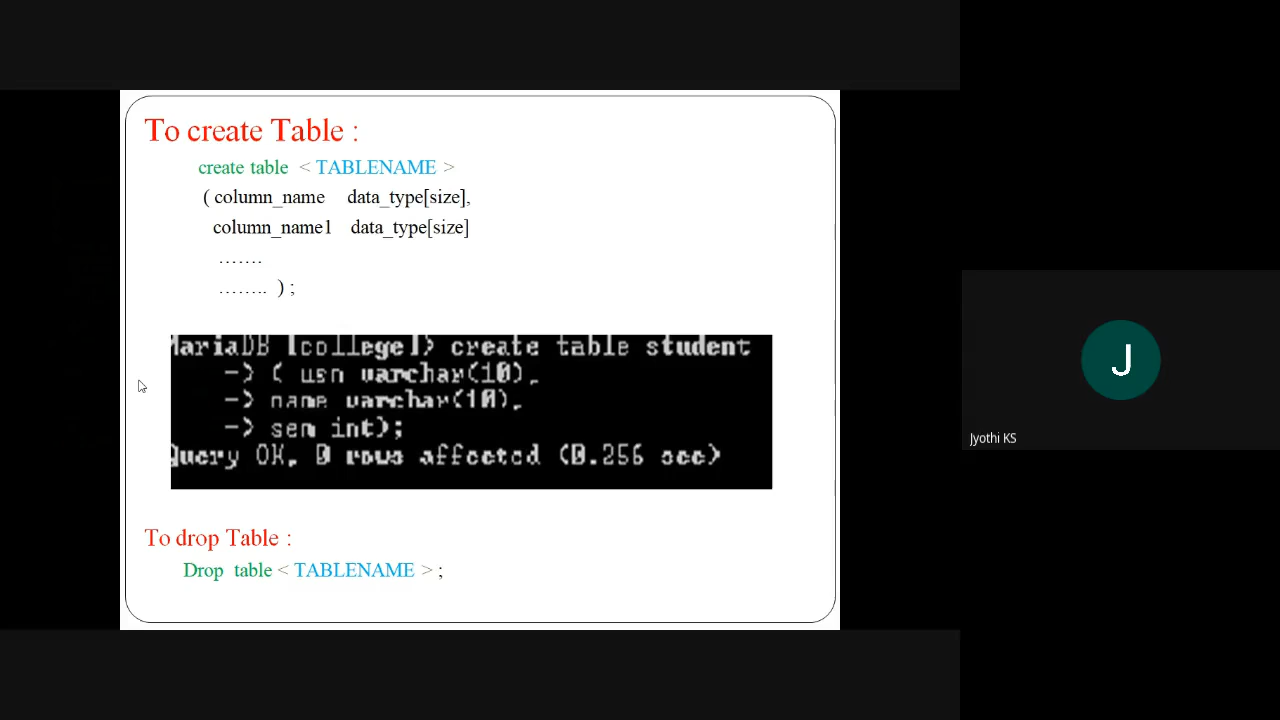 To create Table :
create table < TABLENAME >
( column_name data_type[size],
column_name1 data_type[size]
.......
........ ) ;
MariaDB [college]> create table student
-> ( usn varchar(10),
-> name varchar(10),
-> sem int);
Query OK, 0 rows affected (0.256 sec)
To drop Table :
Drop table < TABLENAME > ;
J
Jyothi KS